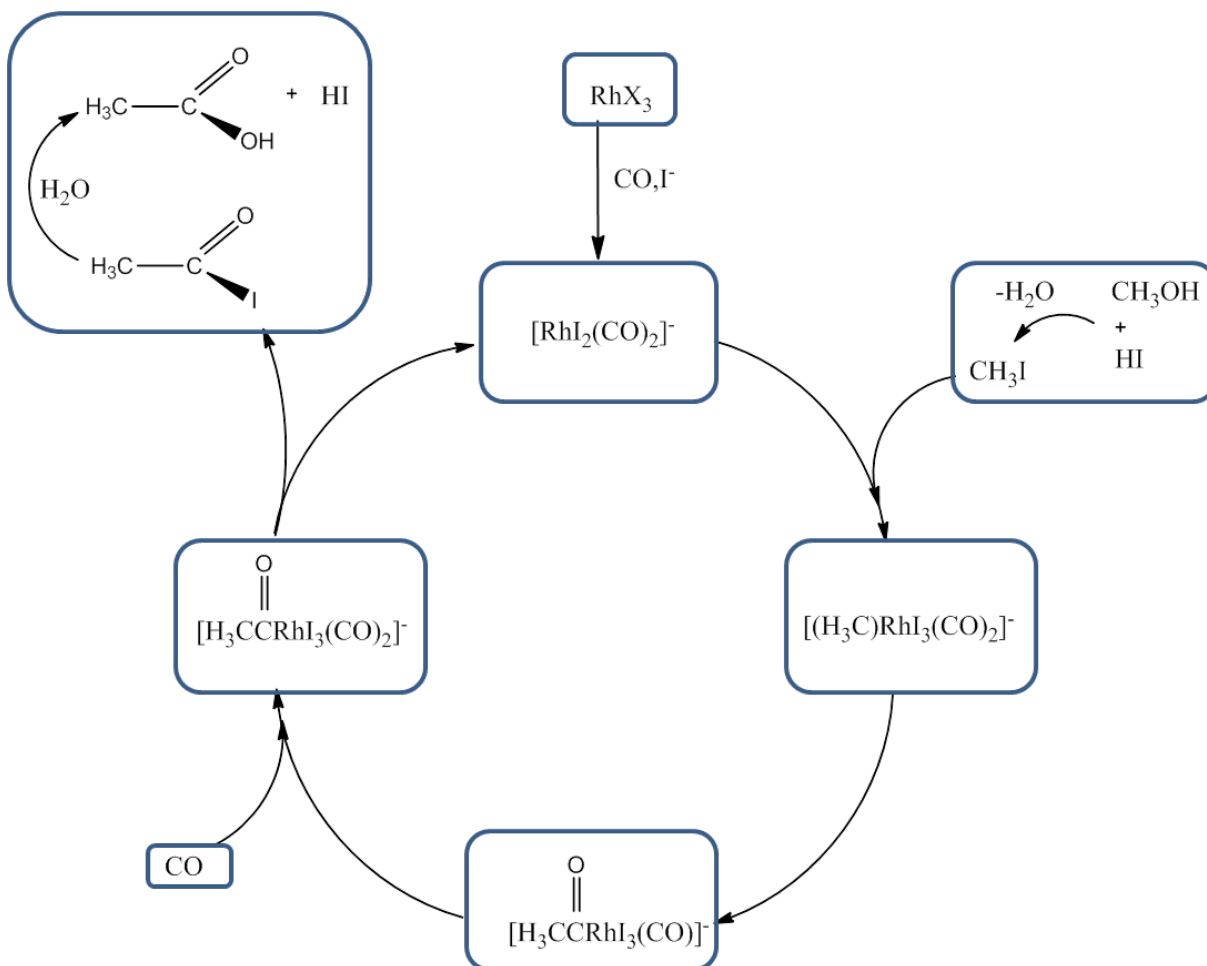 O
H₃C C + HI
OH
H₂O
O
H₃C C
I
RhX₃
CO,I⁻
[RhI₂(CO)₂]⁻
-H₂O CH₃OH
+
CH₃I HI
O
[H₃CCRhI₃(CO)₂]⁻
[(H₃C)RhI₃(CO)₂]⁻
CO
O
[H₃CCRhI₃(CO)]⁻